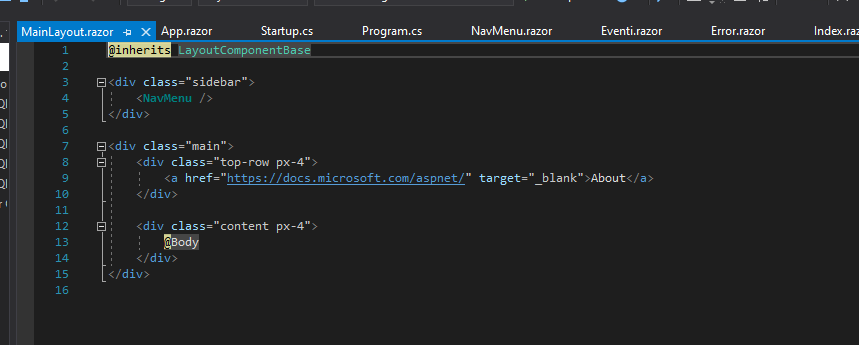 MainLayout.razor App.razor Startup.cs Program.cs NavMenu.razor Eventi.razor Error.razor
1 @inherits LayoutComponentBase
2
3 <div class="sidebar">
4     <NavMenu />
5 </div>
6
7 <div class="main">
8     <div class="top-row px-4">
9         <a href="https://docs.microsoft.com/aspnet/" target="_blank">About</a>
10     </div>
11
12     <div class="content px-4">
13         @Body
14     </div>
15 </div>
16